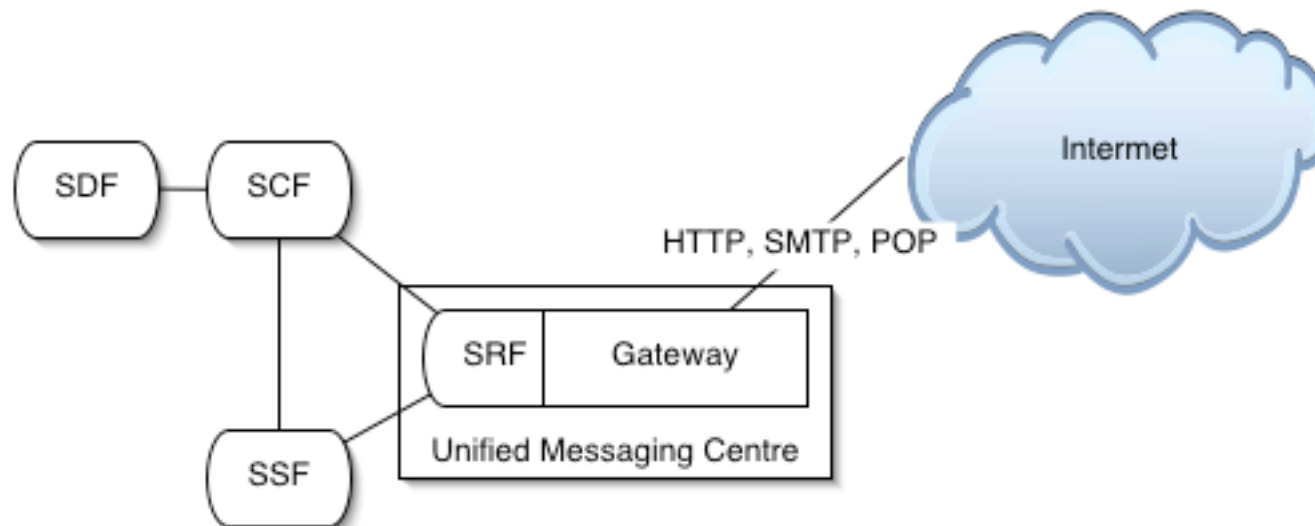 Intermet
SDF
SCF
HTTP, SMTP, POP
SRF
Gateway
Unified Messaging Centre
SSF